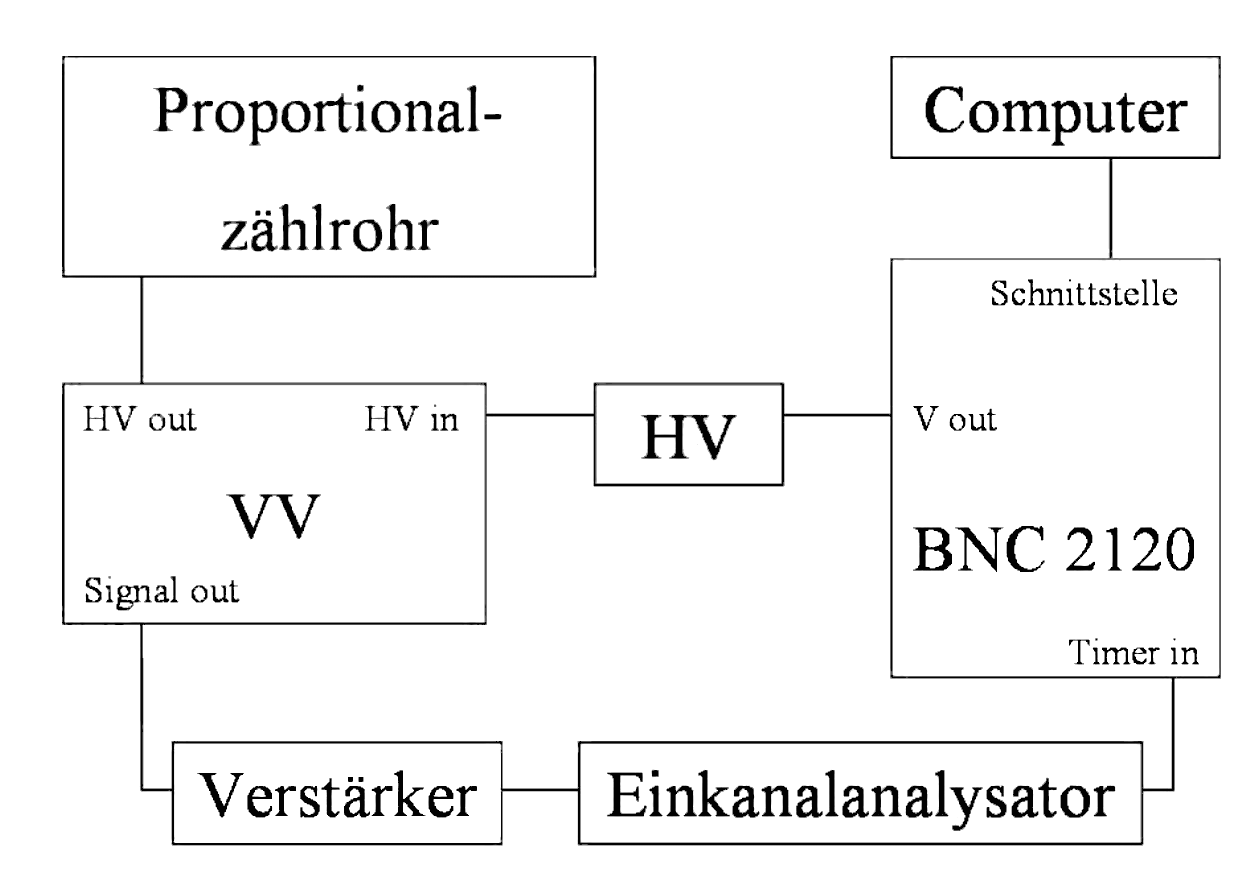 Proportional-
zählrohr
Computer
Schnittstelle
HV out
HV in
HV
V out
VV
BNC 2120
Signal out
Timer in
Verstärker
Einkanalanalysator